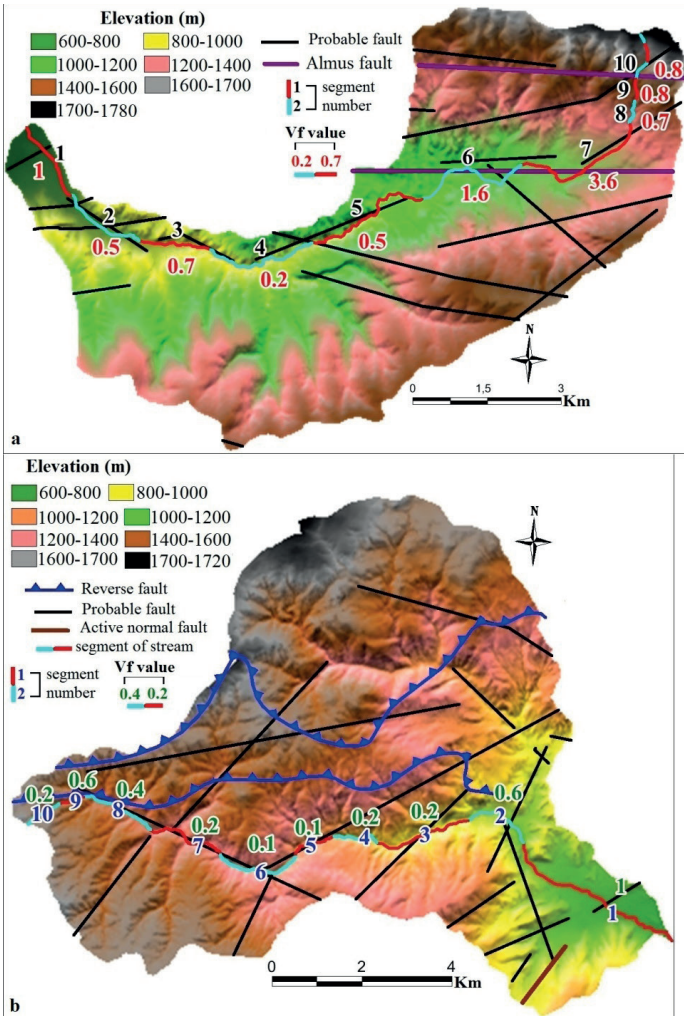 Elevation (m)
600-800 800-1000
1000-1200 1200-1400
1400-1600 1600-1700
1700-1780
Probable fault
Almus fault
1 segment
2 number
Vf value
0.2 0.7
10
0.8
9
0.8
8
0.7
7
3.6
6
1.6
5
0.5
4
0.2
3
0.7
2
0.5
1
1
N
0 1,5 3
Km
a
Elevation (m)
600-800 800-1000
1000-1200 1000-1200
1200-1400 1400-1600
1600-1700 1700-1720
Reverse fault
Probable fault
Active normal fault
segment of stream
1 segment
2 number
Vf value
0.4 0.2
N
0.2
10
0.6
9
0.4
8
0.2
7
0.1
6
0.1
5
0.2
4
0.2
3
0.6
2
1
1
0 2 4
Km
b